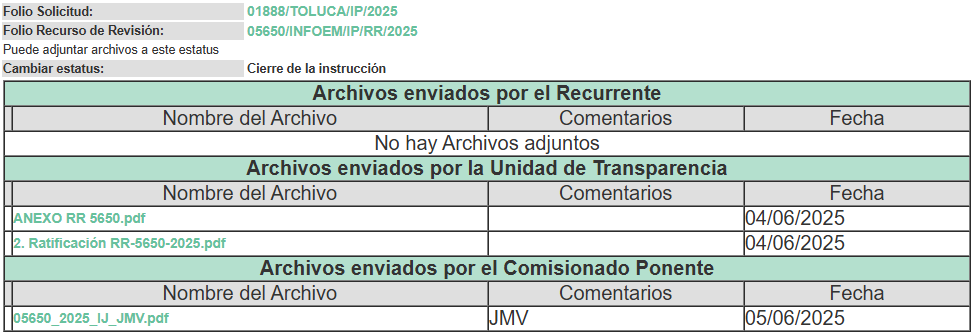 Folio Solicitud: 01888/TOLUCA/IP/2025
Folio Recurso de Revisión: 05650/INFOEM/IP/RR/2025
Puede adjuntar archivos a este estatus
Cambiar estatus: Cierre de la instrucción
Archivos enviados por el Recurrente
Nombre del Archivo Comentarios Fecha
No hay Archivos adjuntos
Archivos enviados por la Unidad de Transparencia
Nombre del Archivo Comentarios Fecha
ANEXO RR 5650.pdf 04/06/2025
2. Ratificación RR-5650-2025.pdf 04/06/2025
Archivos enviados por el Comisionado Ponente
Nombre del Archivo Comentarios Fecha
05650_2025_IJ_JMV.pdf JMV 05/06/2025